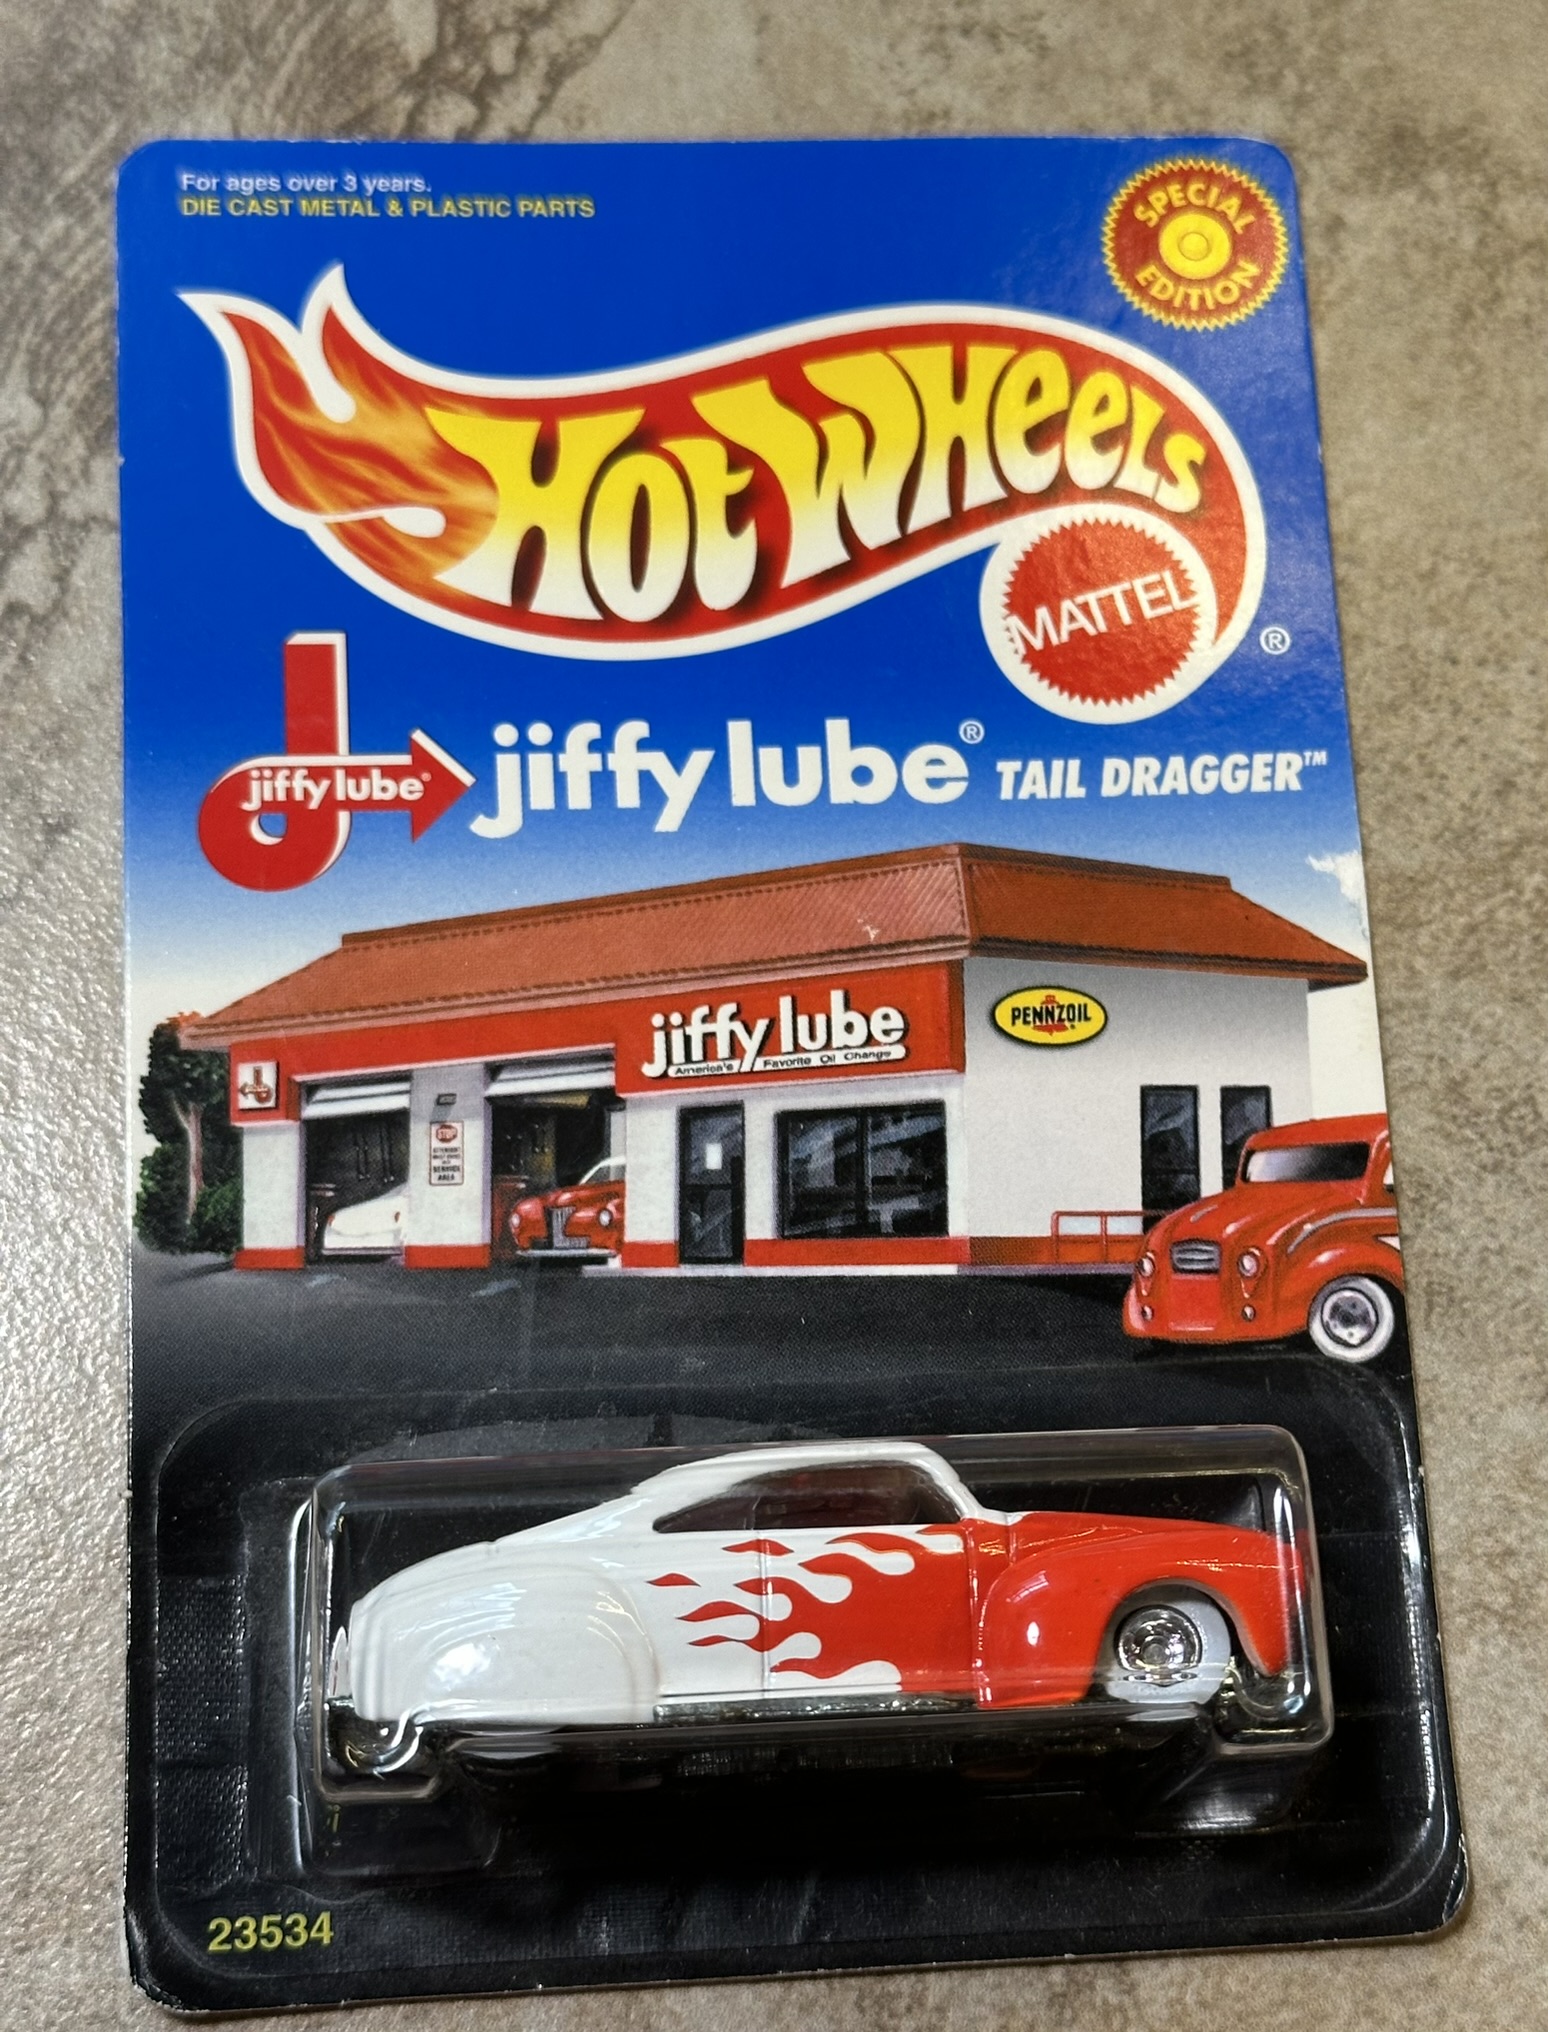 For ages over 3 years.
DIE CAST METAL & PLASTIC PARTS
SPECIAL
EDITION
HOT WHEELS
MATTEL
®
jiffy lube®
jiffy lube® TAIL DRAGGER™
jiffy lube
America's Favorite Oil Change
PENNZOIL
STOP
SERVICE
AREA
23534